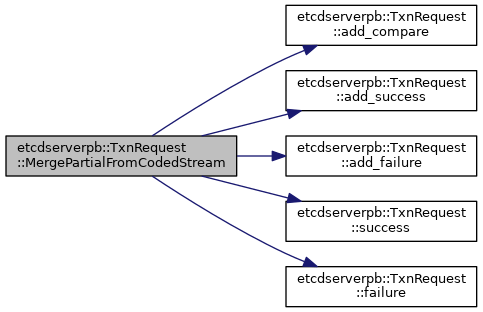 etcdserverpb::TxnRequest
::MergePartialFromCodedStream
etcdserverpb::TxnRequest
::add_compare
etcdserverpb::TxnRequest
::add_success
etcdserverpb::TxnRequest
::add_failure
etcdserverpb::TxnRequest
::success
etcdserverpb::TxnRequest
::failure